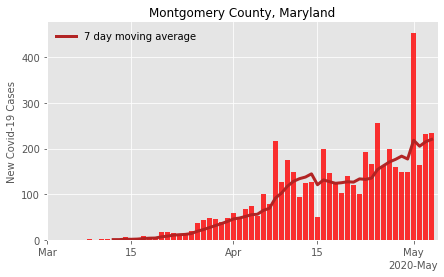 Montgomery County, Maryland
7 day moving average
New Covid-19 Cases
400
300
200
100
0
Mar
15
Apr
15
May
2020-May